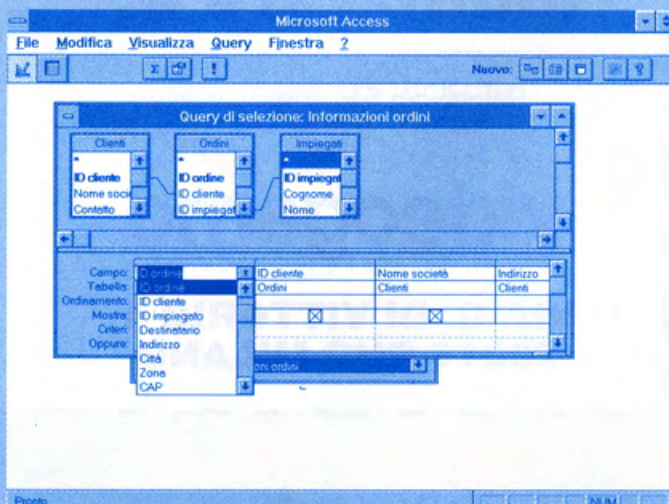 Microsoft Access
File Modifica Visualizza Query Finestra ?
Nuovo:
Query di selezione: Informazioni ordini
Clienti Ordini Impiegati
* * *
ID cliente ID ordine ID impiegat
Nome socie ID cliente Cognome
Contatto ID impiegat Nome
Campo: ID ordine ID cliente Nome società Indirizzo
Tabella: Ordini Clienti Clienti
Ordinamento:
Mostra:
Criteri:
Oppure:
ID ordine
ID cliente
ID impiegato
Destinatario
Indirizzo
Città
Zona
CAP
oni ordini
Pronto NUM